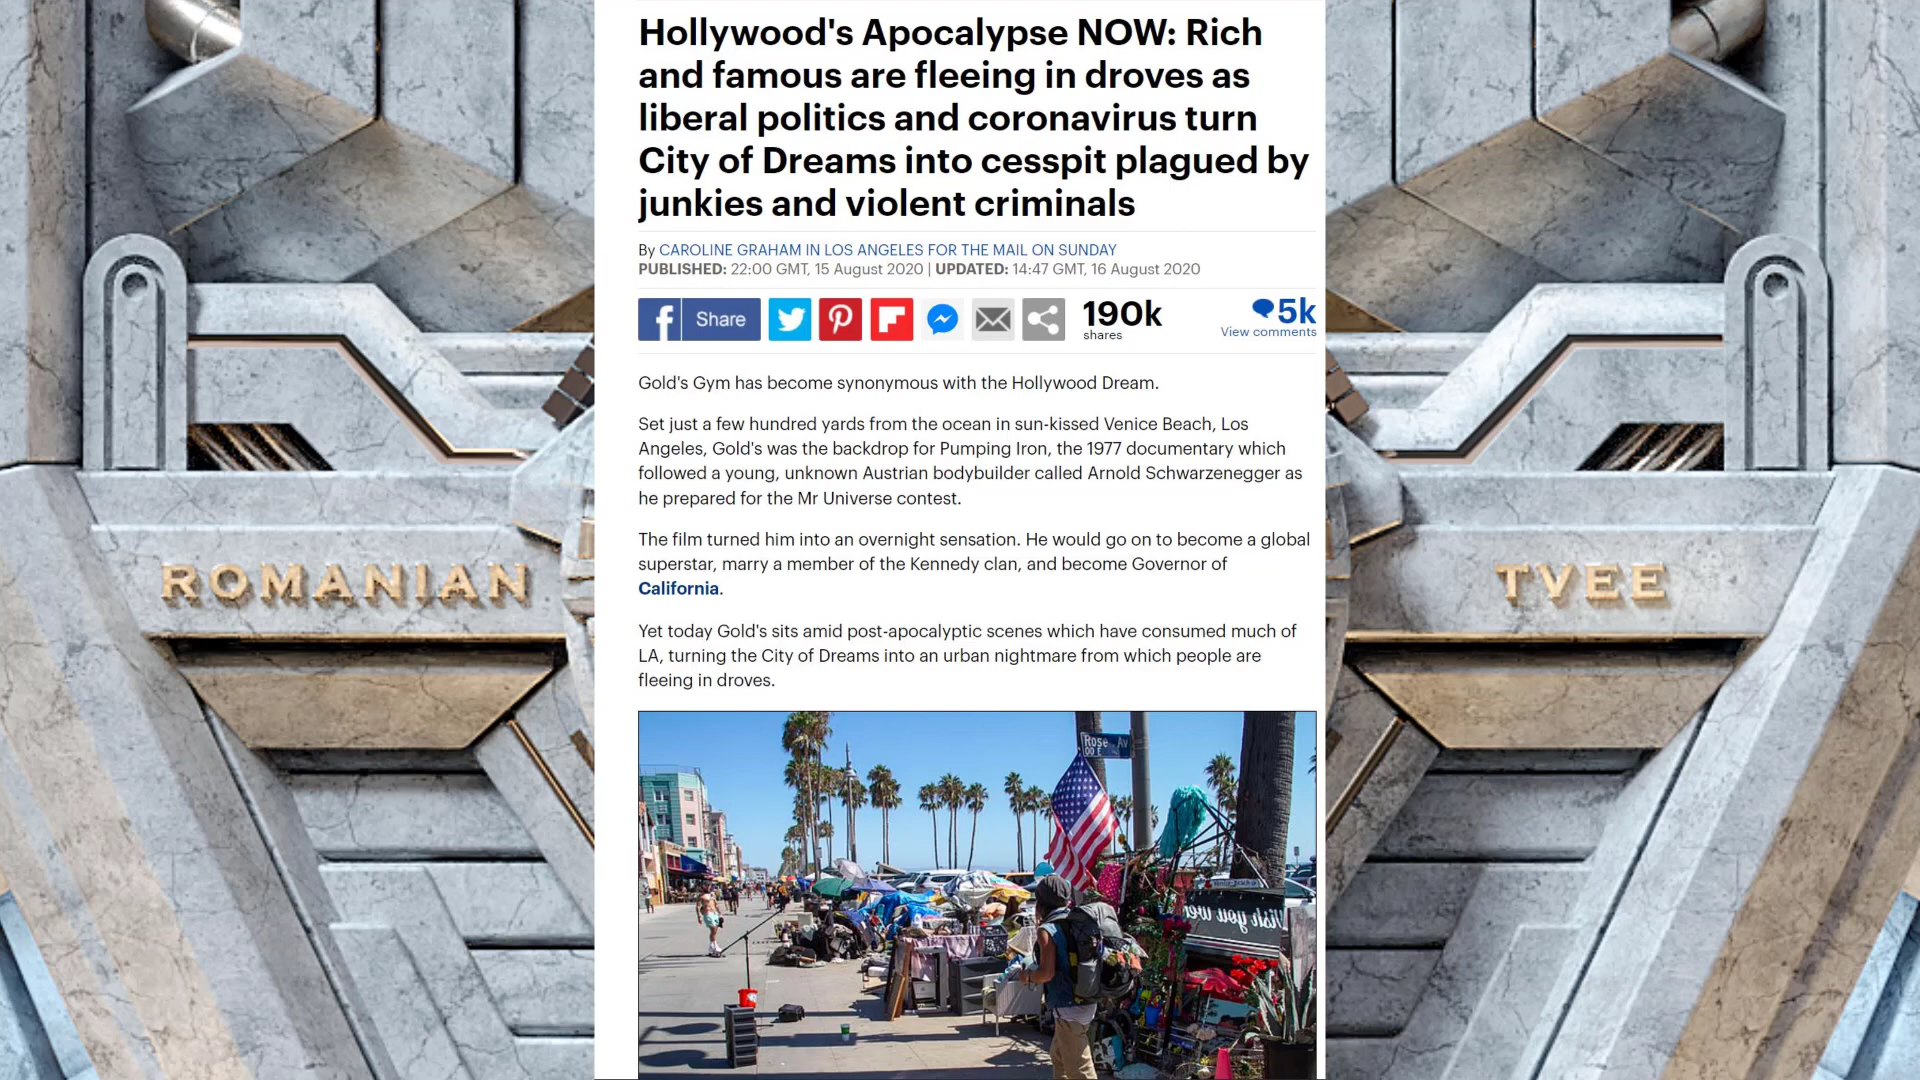 Hollywood's Apocalypse NOW: Rich
and famous are fleeing in droves as
liberal politics and coronavirus turn
City of Dreams into cesspit plagued by
junkies and violent criminals
By CAROLINE GRAHAM IN LOS ANGELES FOR THE MAIL ON SUNDAY
PUBLISHED: 22:00 GMT, 15 August 2020 | UPDATED: 14:47 GMT, 16 August 2020
f Share
190k
shares
5k
View comments
Gold's Gym has become synonymous with the Hollywood Dream.
Set just a few hundred yards from the ocean in sun-kissed Venice Beach, Los
Angeles, Gold's was the backdrop for Pumping Iron, the 1977 documentary which
followed a young, unknown Austrian bodybuilder called Arnold Schwarzenegger as
he prepared for the Mr Universe contest.
The film turned him into an overnight sensation. He would go on to become a global
superstar, marry a member of the Kennedy clan, and become Governor of
California.
Yet today Gold's sits amid post-apocalyptic scenes which have consumed much of
LA, turning the City of Dreams into an urban nightmare from which people are
fleeing in droves.
ROMANIAN
TVEE
Rose Av
00 E
Wish you were